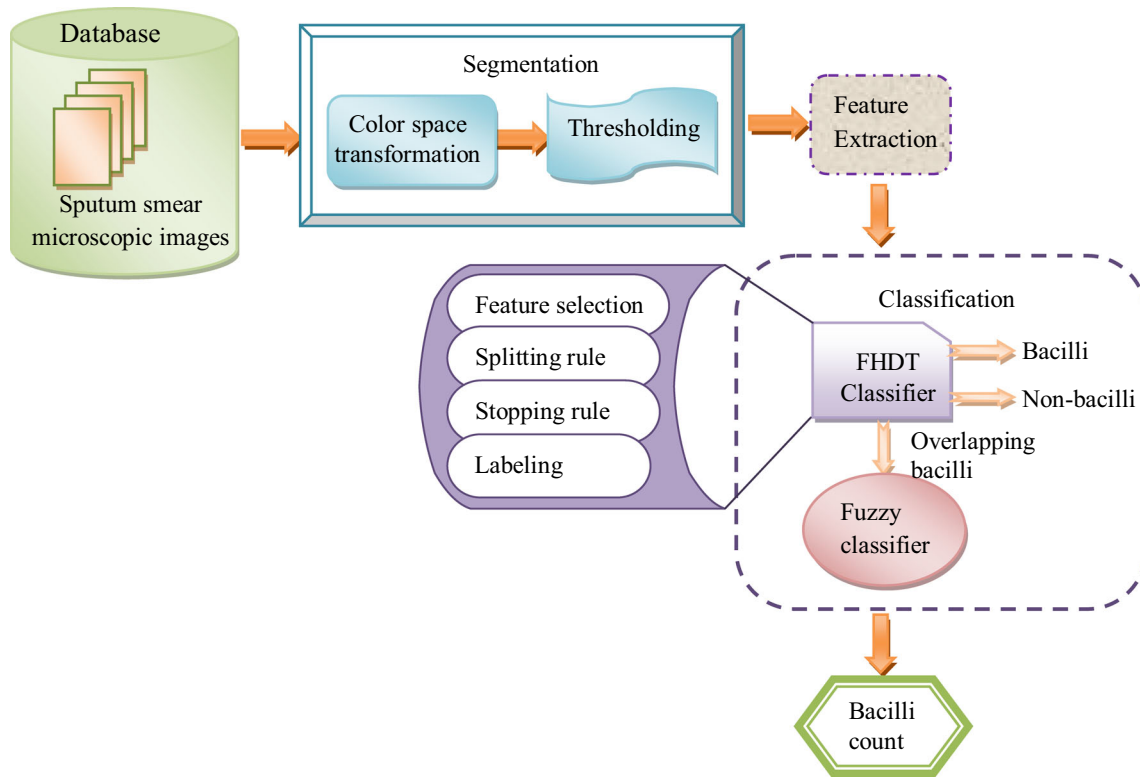 Database
Sputum smear
microscopic images
Segmentation
Color space
transformation
Thresholding
Feature
Extraction
Feature selection
Splitting rule
Stopping rule
Labeling
Classification
FHDT
Classifier
Bacilli
Non-bacilli
Overlapping
bacilli
Fuzzy
classifier
Bacilli
count